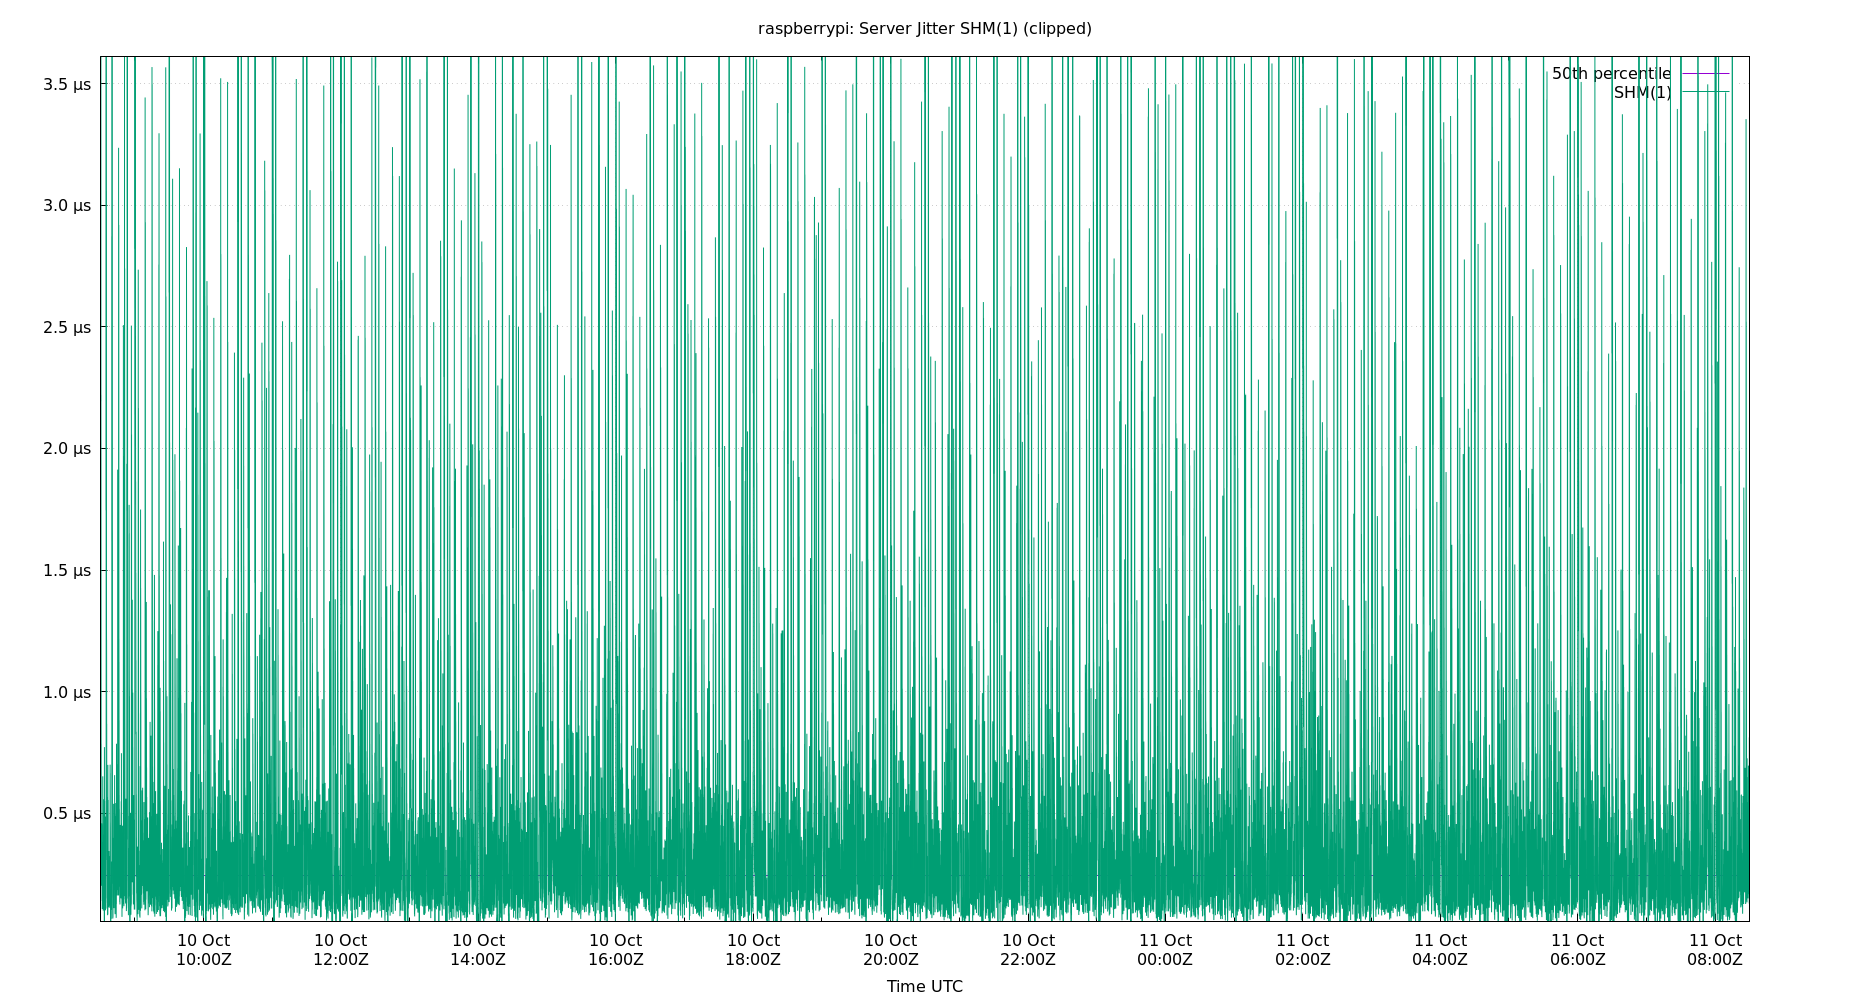 raspberrypi: Server Jitter SHM(1) (clipped)
50th percentile
SHM(1)
3.5 µs
3.0 µs
2.5 µs
2.0 µs
1.5 µs
1.0 µs
0.5 µs
10 Oct 10 Oct 10 Oct 10 Oct 10 Oct 10 Oct 10 Oct 11 Oct 11 Oct 11 Oct 11 Oct 11 Oct
10:00Z 12:00Z 14:00Z 16:00Z 18:00Z 20:00Z 22:00Z 00:00Z 02:00Z 04:00Z 06:00Z 08:00Z
Time UTC